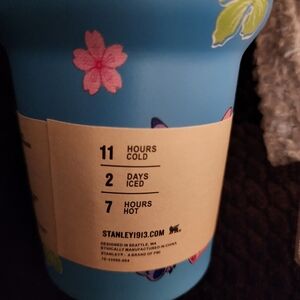 11 HOURS
COLD
2 DAYS
ICED
7 HOURS
HOT
STANLEY1913.COM
DESIGNED IN SEATTLE, WA
ETHICALLY MANUFACTURED IN CHINA
STANLEY® - A BRAND OF PMI